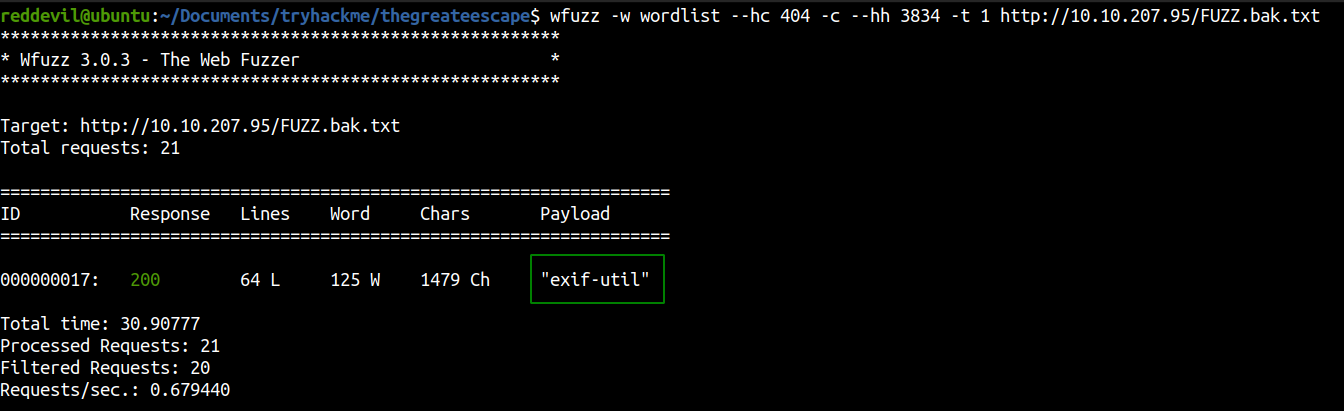 reddevil@ubuntu:~/Documents/tryhackme/thegreateescape$ wfuzz -w wordlist --hc 404 -c --hh 3834 -t 1 http://10.10.207.95/FUZZ.bak.txt
********************************************************
* Wfuzz 3.0.3 - The Web Fuzzer                         *
********************************************************
Target: http://10.10.207.95/FUZZ.bak.txt
Total requests: 21
===================================================================
ID           Response   Lines    Word     Chars       Payload
===================================================================
000000017:   200        64 L     125 W    1479 Ch     "exif-util"
Total time: 30.90777
Processed Requests: 21
Filtered Requests: 20
Requests/sec.: 0.679440